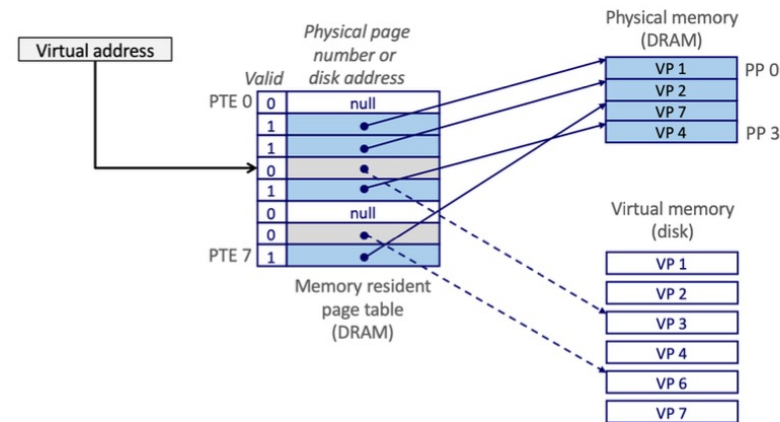 Virtual address
Physical page
number or
disk address
Valid
PTE 0
0
null
1
1
0
1
0
null
0
PTE 7
1
Memory resident
page table
(DRAM)
Physical memory
(DRAM)
VP 1
PP 0
VP 2
VP 7
VP 4
PP 3
Virtual memory
(disk)
VP 1
VP 2
VP 3
VP 4
VP 6
VP 7